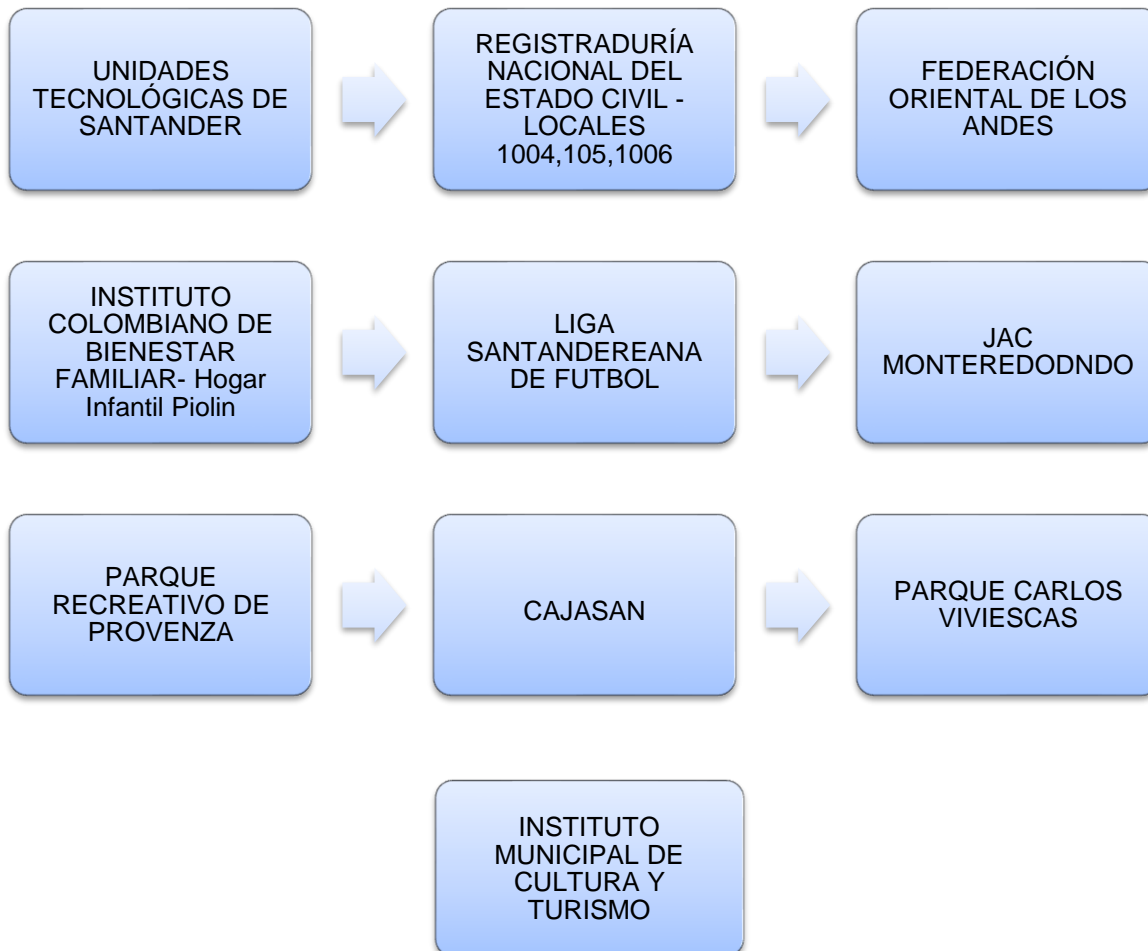 UNIDADES
TECNOLÓGICAS DE
SANTANDER
REGISTRADURÍA
NACIONAL DEL
ESTADO CIVIL -
LOCALES
1004,105,1006
FEDERACIÓN
ORIENTAL DE LOS
ANDES
INSTITUTO
COLOMBIANO DE
BIENESTAR
FAMILIAR- Hogar
Infantil Piolin
LIGA
SANTANDEREANA
DE FUTBOL
JAC
MONTEREDODNDO
PARQUE
RECREATIVO DE
PROVENZA
CAJASAN
PARQUE CARLOS
VIVIESCAS
INSTITUTO
MUNICIPAL DE
CULTURA Y
TURISMO